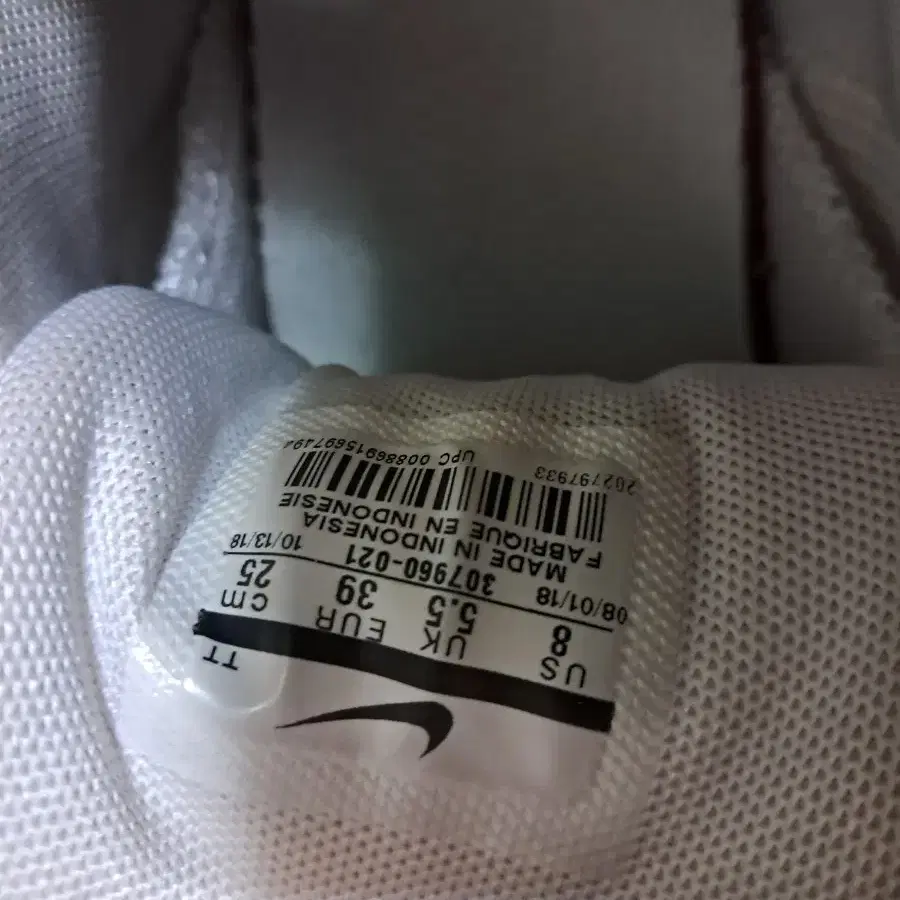 TT
US UK EUR cm
8 5.5 39 25
08/01/18 307960-021 10/13/18
MADE IN INDONESIA
FABRIQUE EN INDONESIE
202797933 UPC 00886915697494